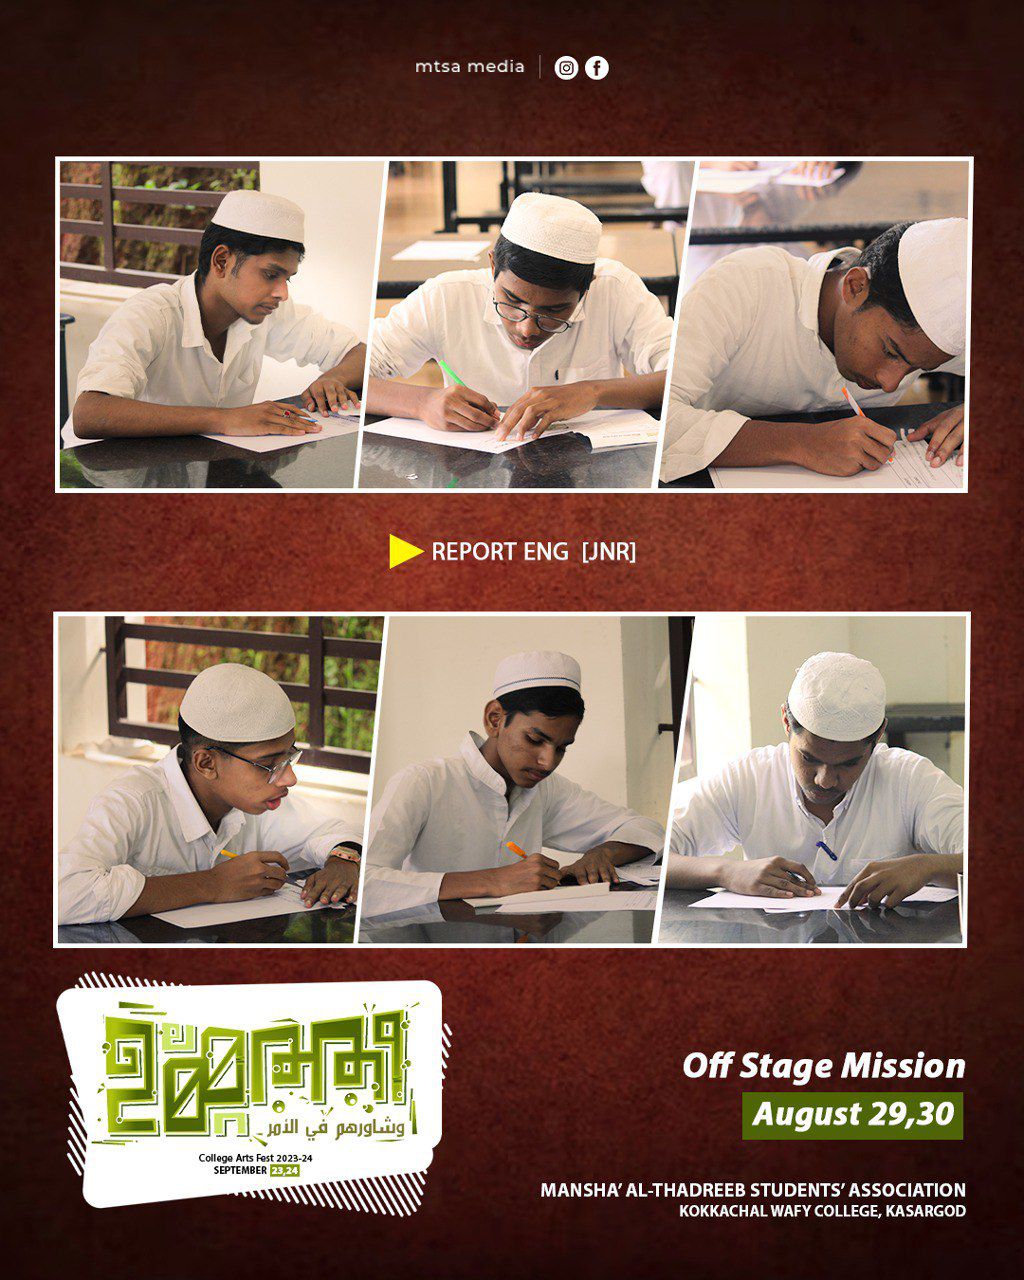 mtsa media
REPORT ENG [JNR]
وشاورهم في الأمر
College Arts Fest 2023-24
SEPTEMBER 23,24
Off Stage Mission
August 29,30
MANSHA' AL-THADREEB STUDENTS' ASSOCIATION
KOKKACHAL WAFY COLLEGE, KASARGOD